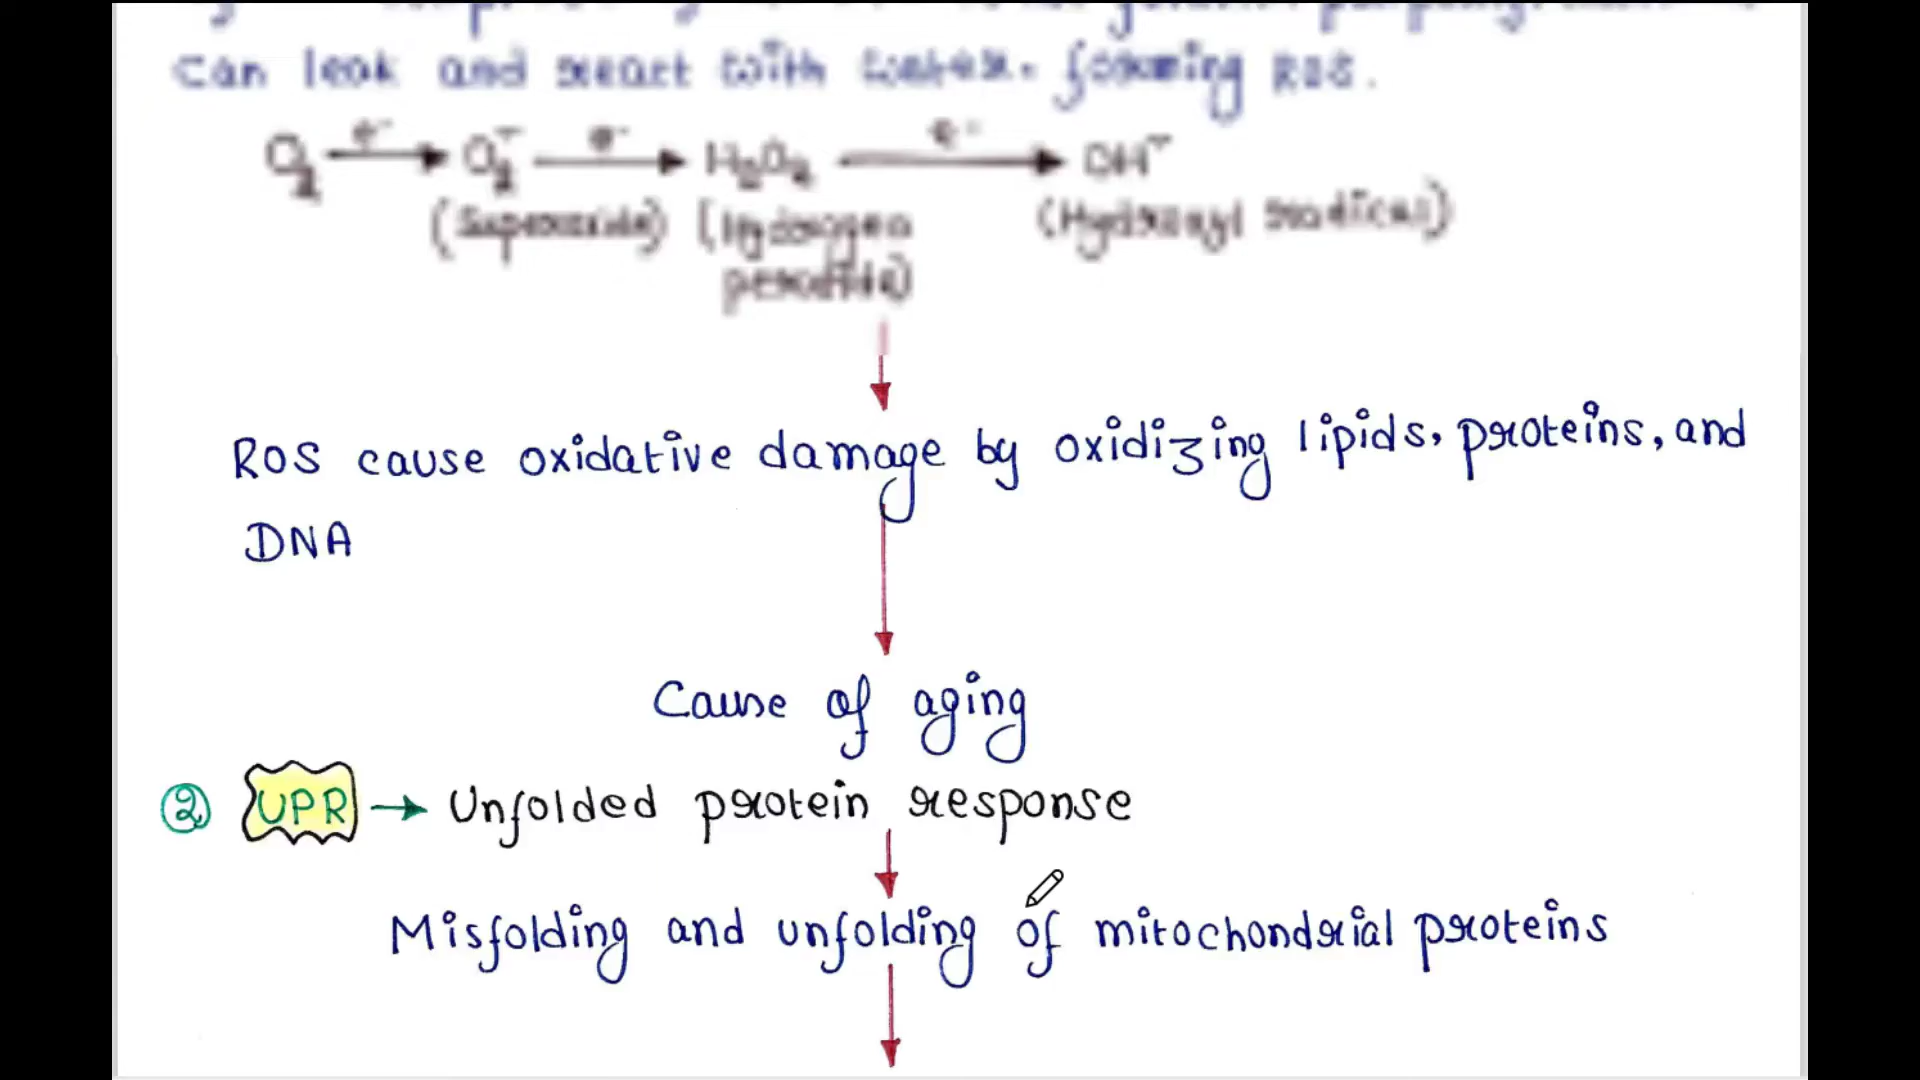 can leak and react with water, forming ROS.
O₂ e⁻ O₂⁻ e⁻ H₂O₂ e⁻ OH⁻
(Superoxide) (Hydrogen peroxide) (Hydroxyl radical)
ROS cause oxidative damage by oxidizing lipids, proteins, and
DNA
Cause of aging
② UPR → Unfolded protein response
Misfolding and unfolding of mitochondrial proteins